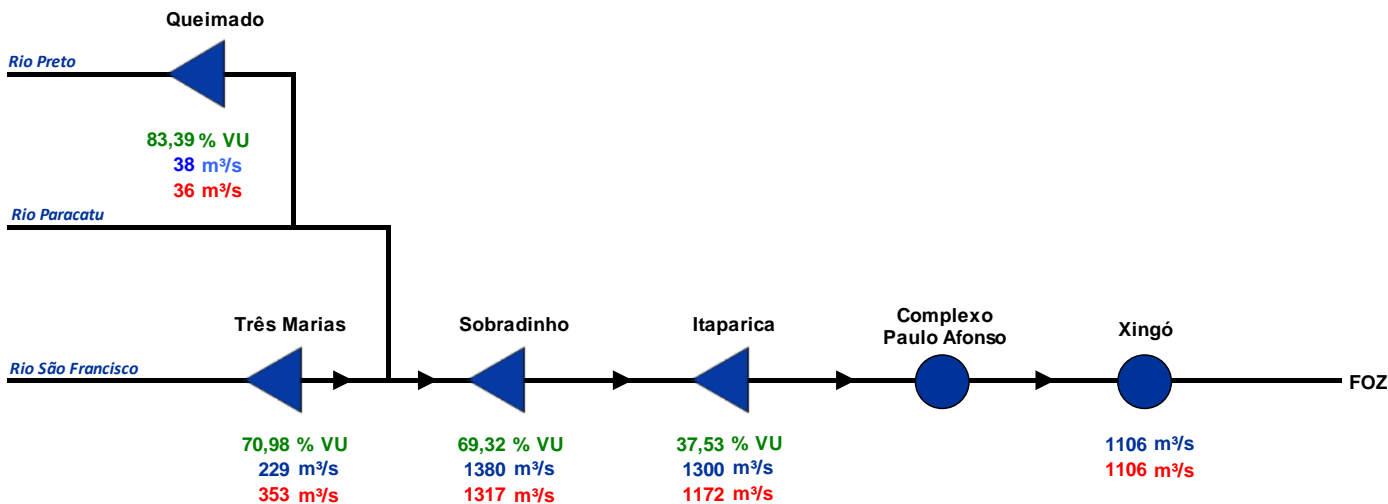 Queimado
Rio Preto
83,39 % VU
38 m³/s
36 m³/s
Rio Paracatu
Três Marias
Sobradinho
Itaparica
Complexo
Paulo Afonso
Xingó
Rio São Francisco
FOZ
70,98 % VU
229 m³/s
353 m³/s
69,32 % VU
1380 m³/s
1317 m³/s
37,53 % VU
1300 m³/s
1172 m³/s
1106 m³/s
1106 m³/s